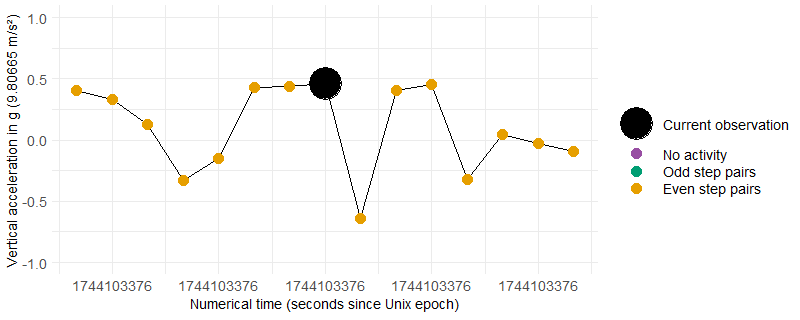 Vertical acceleration in g (9.80665 m/s²)
1.0
0.5
0.0
-0.5
-1.0
1744103376 1744103376 1744103376 1744103376 1744103376
Numerical time (seconds since Unix epoch)
Current observation
No activity
Odd step pairs
Even step pairs